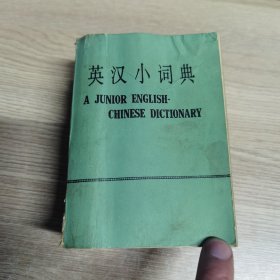 英汉小词典
A JUNIOR ENGLISH-
CHINESE DICTIONARY